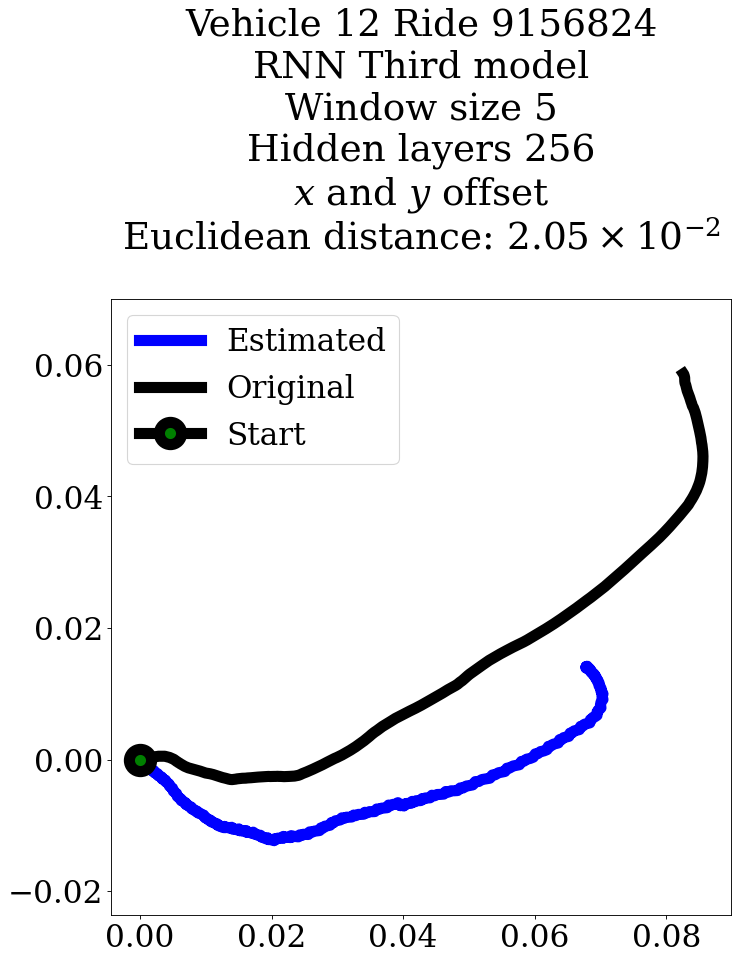 Vehicle 12 Ride 9156824
RNN Third model
Window size 5
Hidden layers 256
x and y offset
Euclidean distance: 2.05 × 10⁻²
Estimated
Original
Start
0.06
0.04
0.02
0.00
−0.02
0.00 0.02 0.04 0.06 0.08